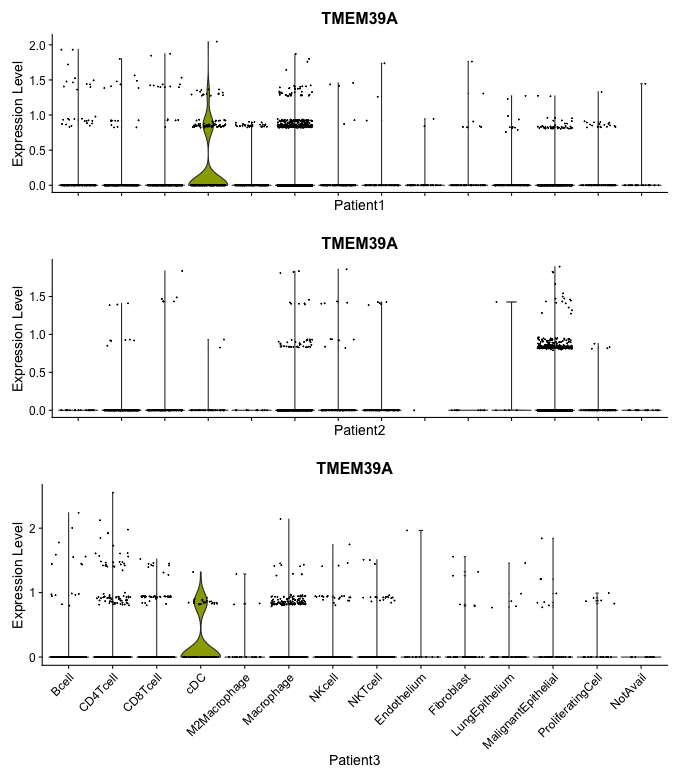 TMEM39A
Expression Level
2.0
1.5
1.0
0.5
0.0
Patient1
TMEM39A
Expression Level
1.5
1.0
0.5
0.0
Patient2
TMEM39A
Expression Level
2
1
0
Bcell
CD4Tcell
CD8Tcell
cDC
M2Macrophage
Macrophage
NKcell
NKTcell
Endothelium
Fibroblast
LungEpithelium
MalignantEpithelial
ProliferatingCell
NotAvail
Patient3